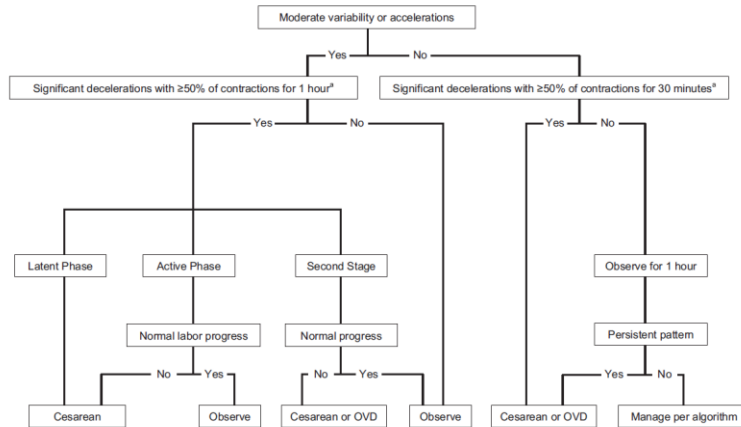 Moderate variability or accelerations
Yes No
Significant decelerations with ≥50% of contractions for 1 hourª
Significant decelerations with ≥50% of contractions for 30 minutesª
Yes No
Yes No
Latent Phase
Active Phase
Second Stage
Observe for 1 hour
Normal labor progress
Normal progress
Persistent pattern
No Yes
No Yes
Yes No
Cesarean
Observe
Cesarean or OVD
Observe
Cesarean or OVD
Manage per algorithm